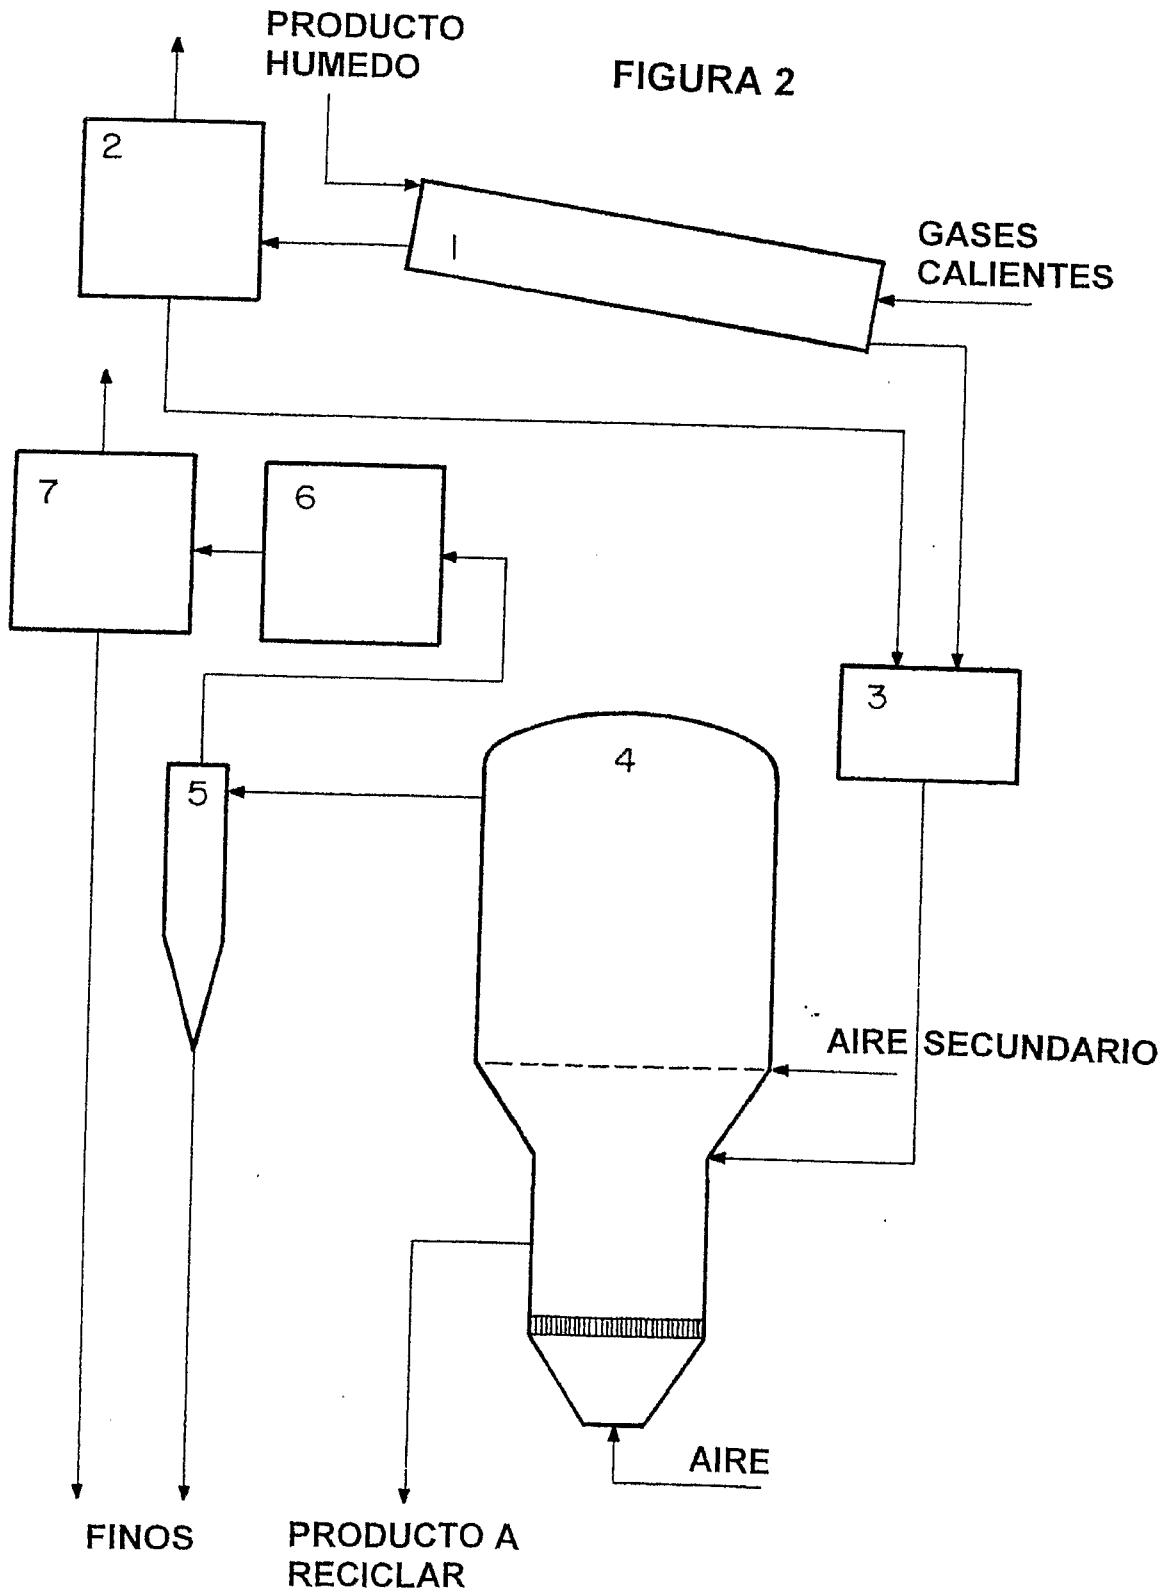 PRODUCTO
HUMEDO
FIGURA 2
2
1
GASES
CALIENTES
7
6
3
4
5
AIRE SECUNDARIO
AIRE
FINOS
PRODUCTO A
RECICLAR